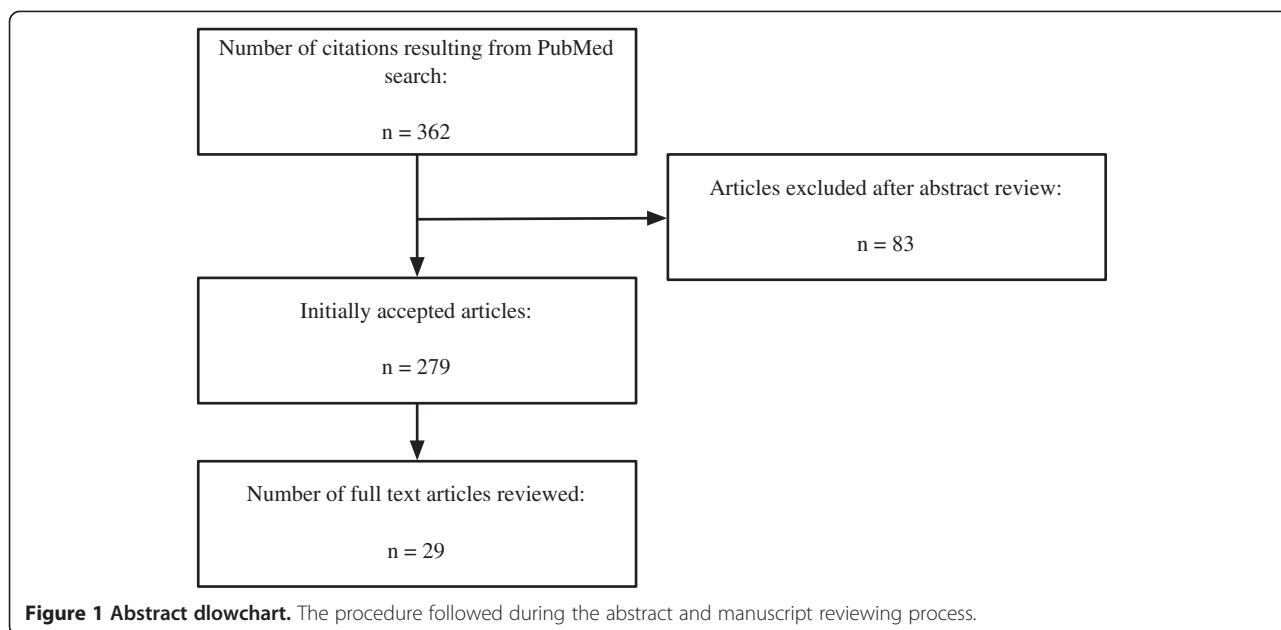 Number of citations resulting from PubMed
search:
n = 362
Articles excluded after abstract review:
n = 83
Initially accepted articles:
n = 279
Number of full text articles reviewed:
n = 29
Figure 1 Abstract dlowchart. The procedure followed during the abstract and manuscript reviewing process.